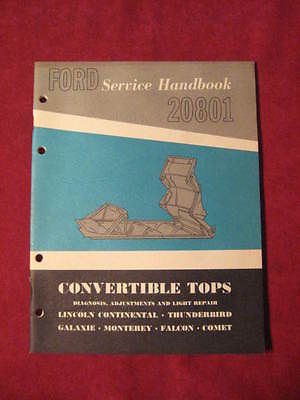 FORD Service Handbook
20801
CONVERTIBLE TOPS
DIAGNOSIS, ADJUSTMENTS AND LIGHT REPAIR
LINCOLN CONTINENTAL · THUNDERBIRD
GALAXIE · MONTEREY · FALCON · COMET